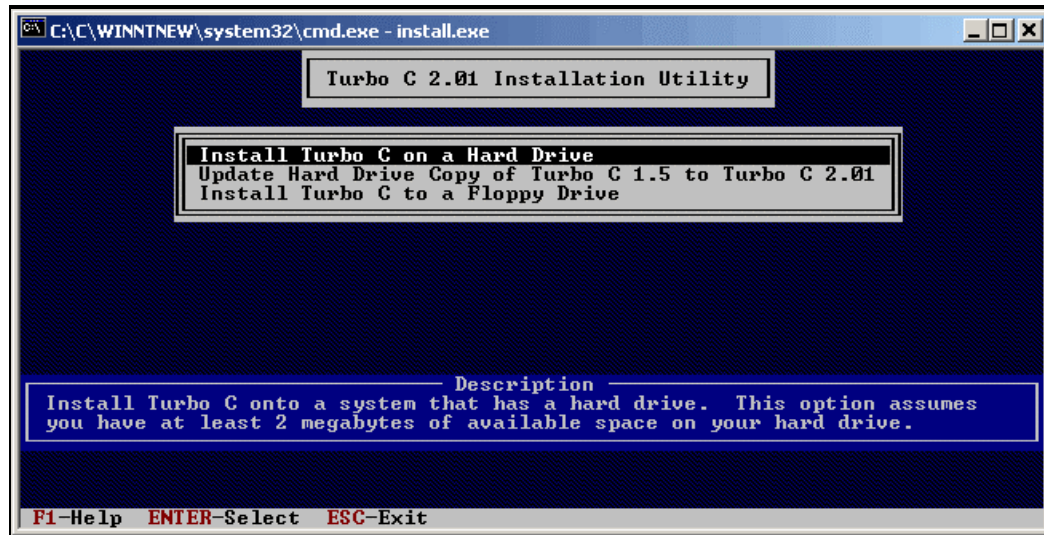 C:\C\WINNTNEW\system32\cmd.exe - install.exe
Turbo C 2.01 Installation Utility
Install Turbo C on a Hard Drive
Update Hard Drive Copy of Turbo C 1.5 to Turbo C 2.01
Install Turbo C to a Floppy Drive
Description
Install Turbo C onto a system that has a hard drive. This option assumes
you have at least 2 megabytes of available space on your hard drive.
F1-Help ENTER-Select ESC-Exit